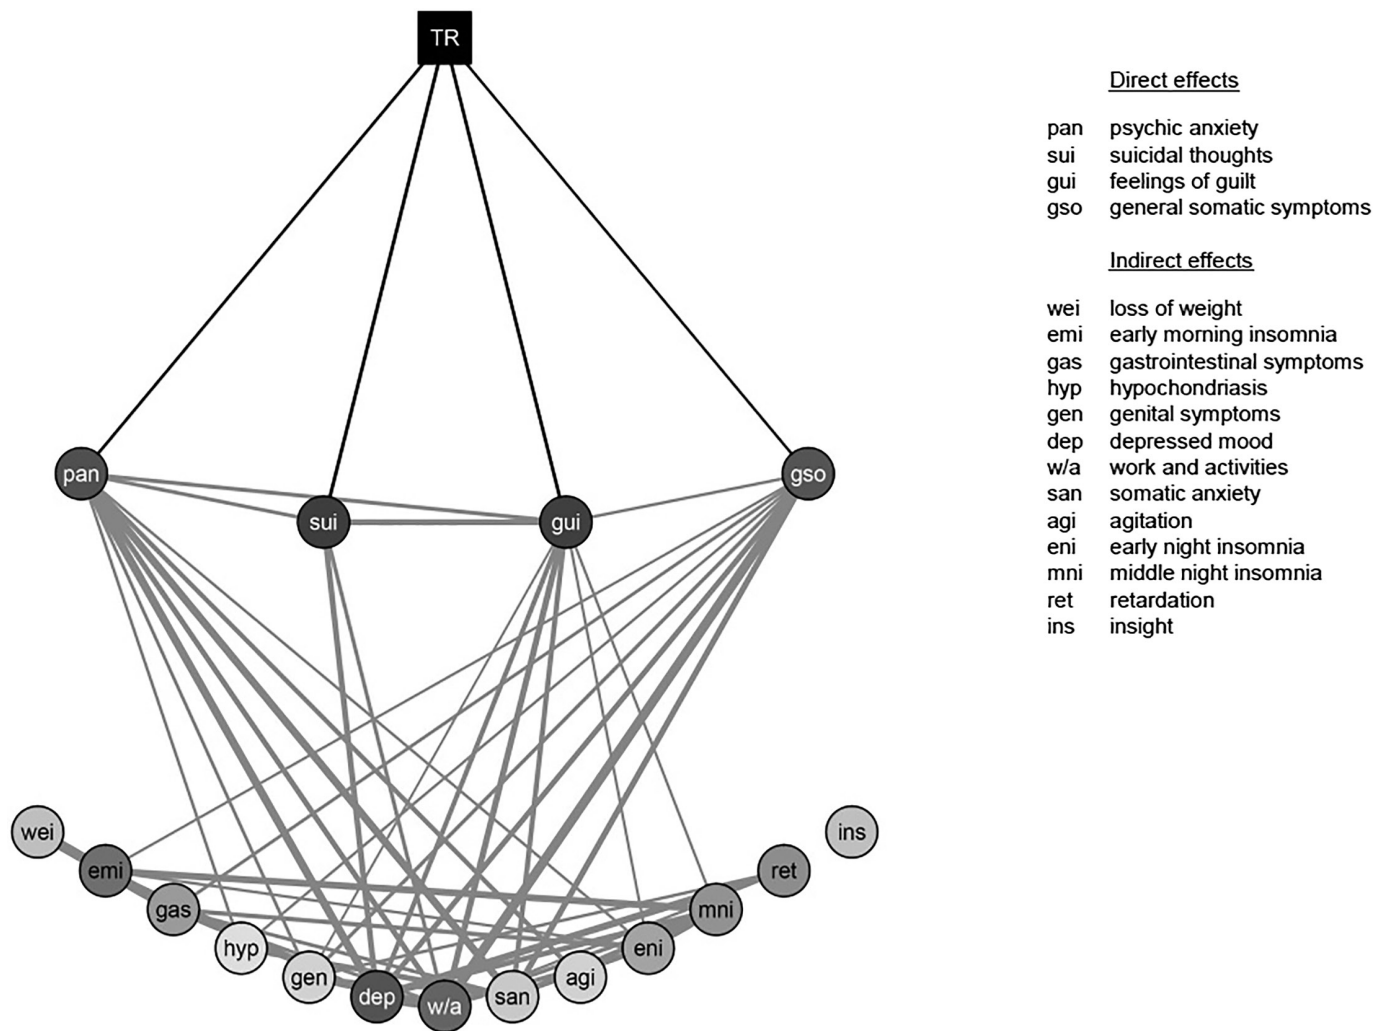 TR
Direct effects
pan psychic anxiety
sui suicidal thoughts
gui feelings of guilt
gso general somatic symptoms
Indirect effects
wei loss of weight
emi early morning insomnia
gas gastrointestinal symptoms
hyp hypochondriasis
gen genital symptoms
dep depressed mood
w/a work and activities
san somatic anxiety
agi agitation
eni early night insomnia
mni middle night insomnia
ret retardation
ins insight
pan
sui
gui
gso
wei
emi
gas
hyp
gen
dep
w/a
san
agi
eni
mni
ret
ins